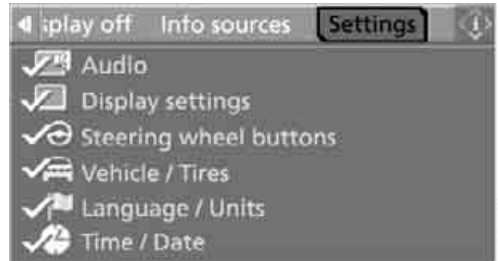 splay off Info sources Settings
Audio
Display settings
Steering wheel buttons
Vehicle / Tires
Language / Units
Time / Date